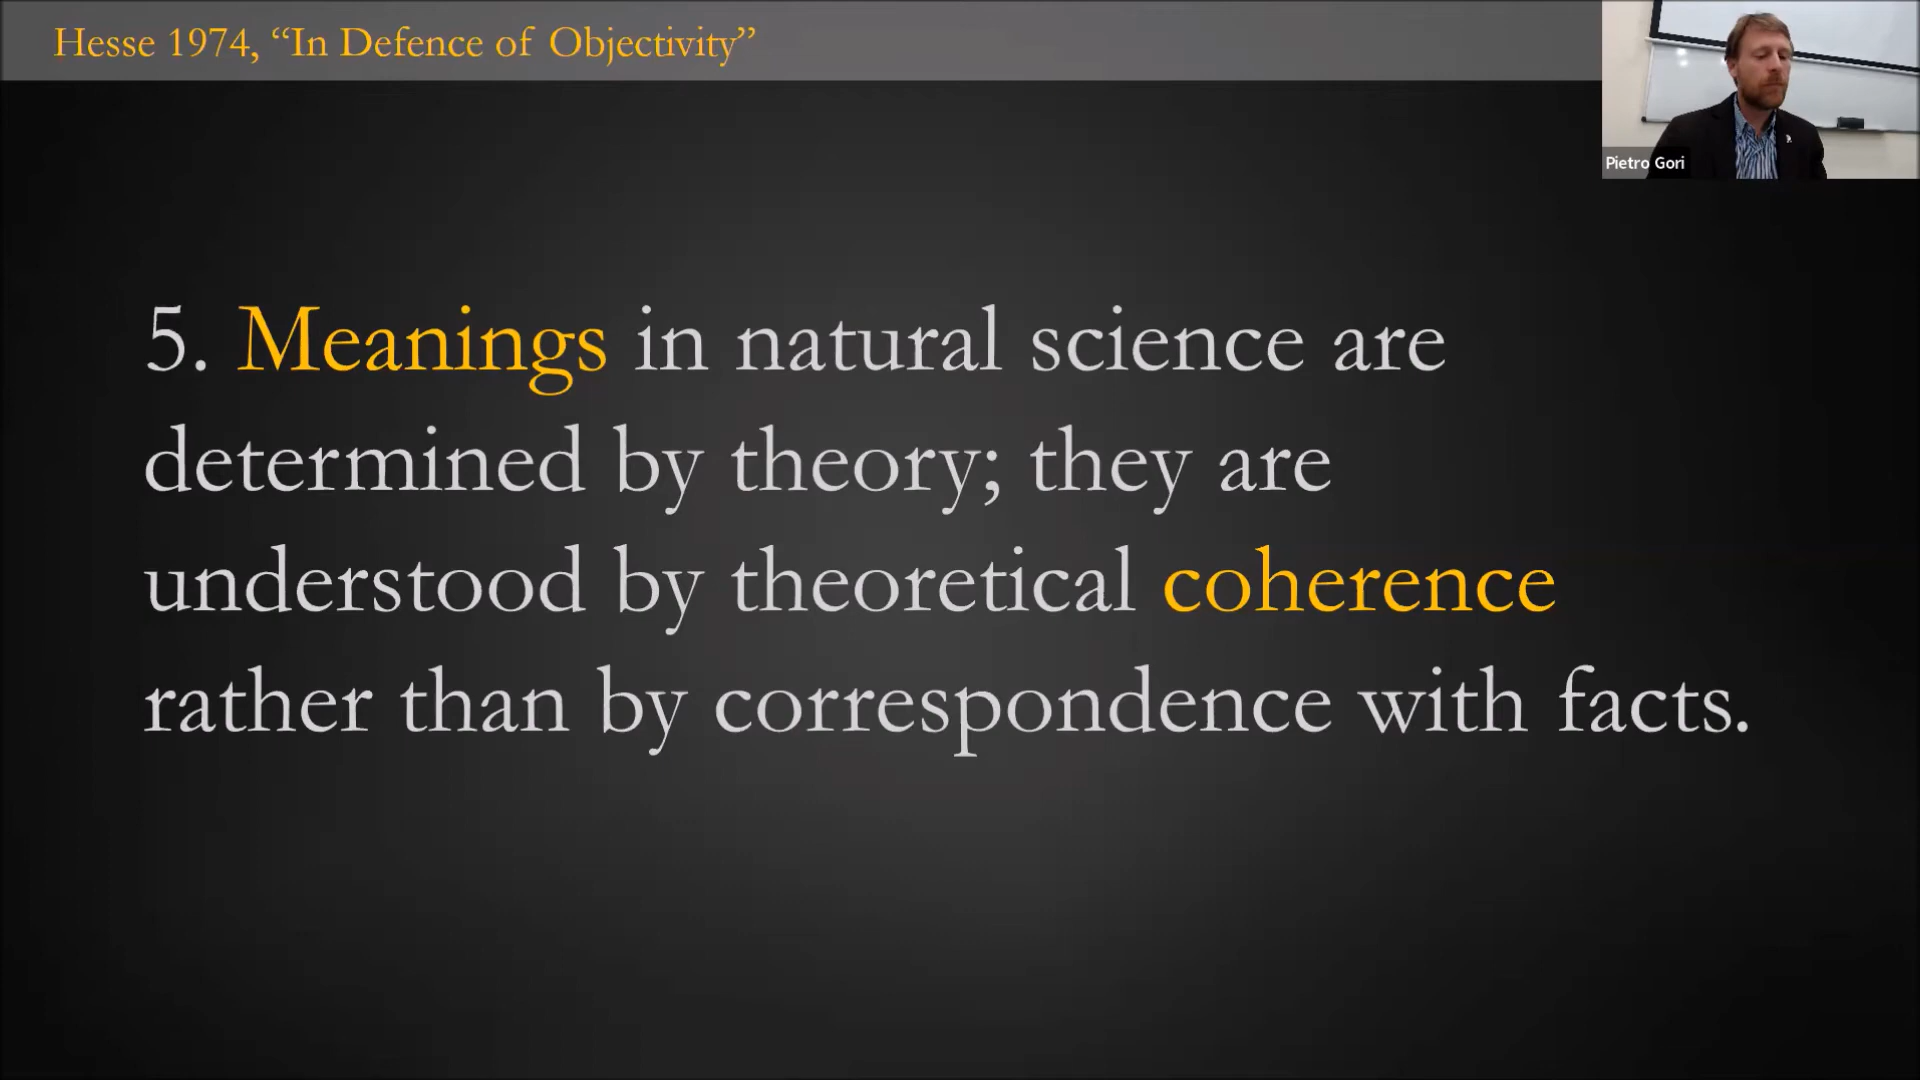 Hesse 1974, “In Defence of Objectivity”
Pietro Gori
5. Meanings in natural science are
determined by theory; they are
understood by theoretical coherence
rather than by correspondence with facts.